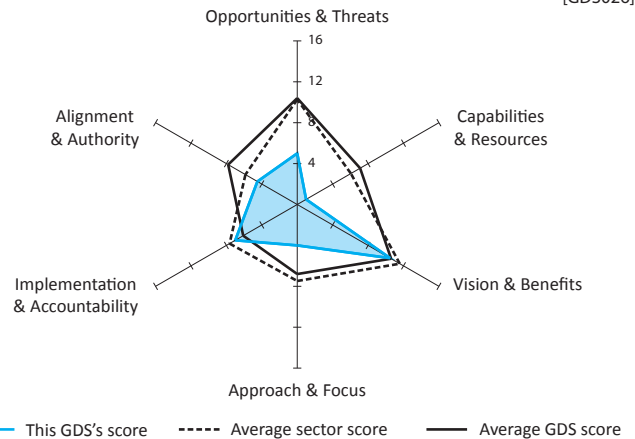 Opportunities & Threats
16
12
8
4
Alignment
& Authority
Capabilities
& Resources
Implementation
& Accountability
Vision & Benefits
Approach & Focus
This GDS's score
Average sector score
Average GDS score